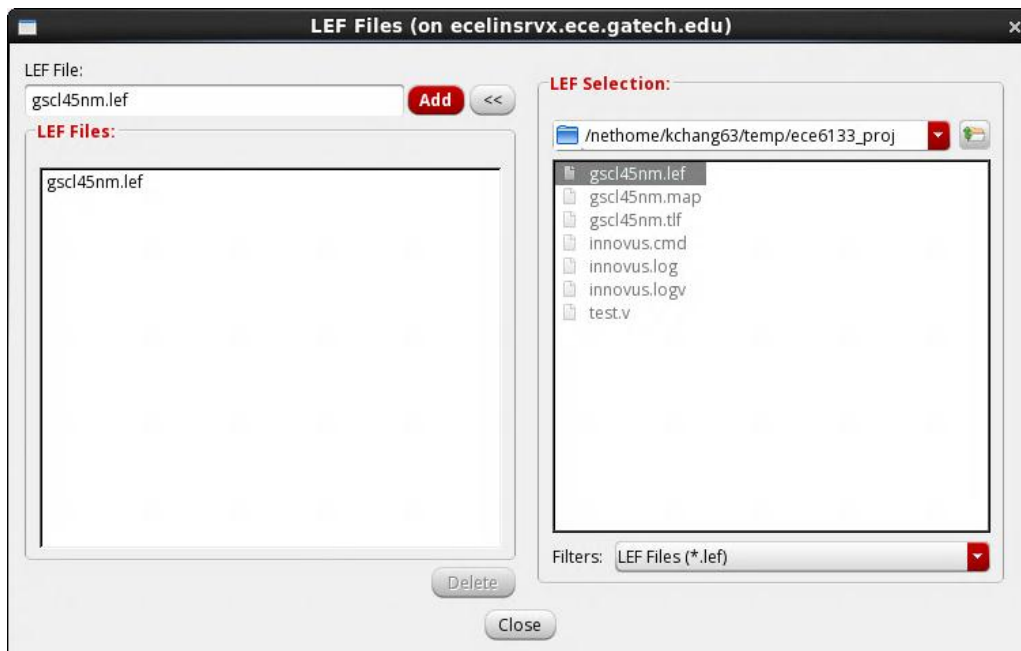 LEF Files (on ecelinsrvx.ece.gatech.edu)
LEF File:
gscl45nm.lef
Add
<<
LEF Files:
gscl45nm.lef
Delete
LEF Selection:
/nethome/kchang63/temp/ece6133_proj
gscl45nm.lef
gscl45nm.map
gscl45nm.tlf
innovus.cmd
innovus.log
innovus.logv
test.v
Filters: LEF Files (*.lef)
Close